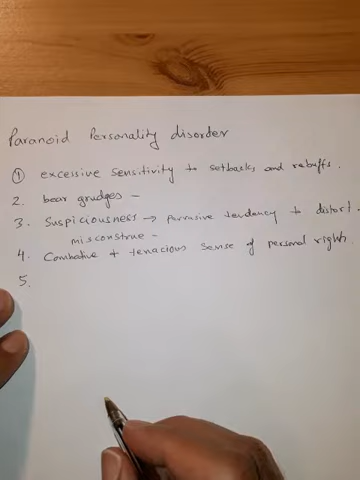 Paranoid Personality disorder
① excessive sensitivity to setbacks and rebuffs.
2. bear grudges –
3. Suspiciousness → pervasive tendency to distort.
misconstrue –
4. Combative + tenacious sense of personal rights.
5.